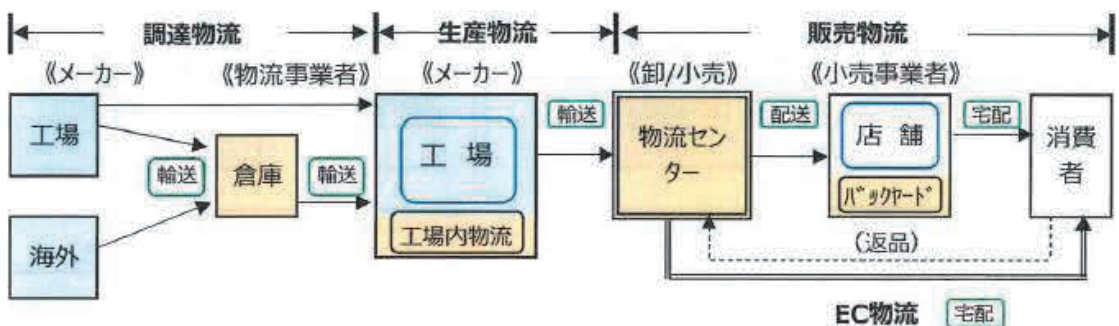 調達物流 生産物流 販売物流
《メーカー》 《物流事業者》 《メーカー》 《卸/小売》 《小売事業者》
工場
輸送
倉庫
輸送
海外
工 場
工場内物流
輸送
物流セン
ター
配送
店 舗
バックヤード
宅配
消費
者
(返品)
EC物流 宅配